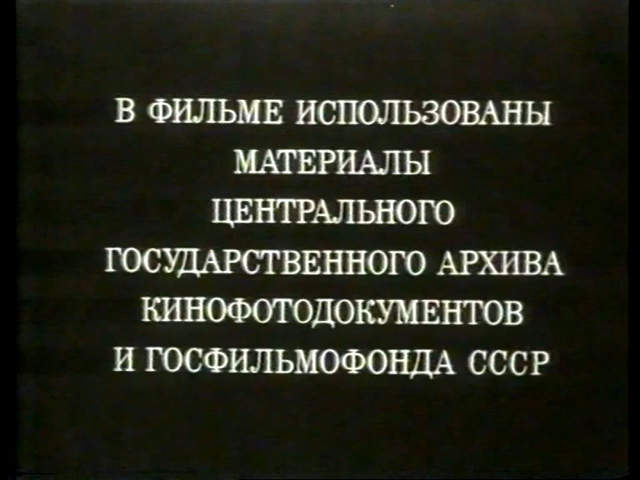 В ФИЛЬМЕ ИСПОЛЬЗОВАНЫ
МАТЕРИАЛЫ
ЦЕНТРАЛЬНОГО
ГОСУДАРСТВЕННОГО АРХИВА
КИНОФОТОДОКУМЕНТОВ
И ГОСФИЛЬМОФОНДА СССР